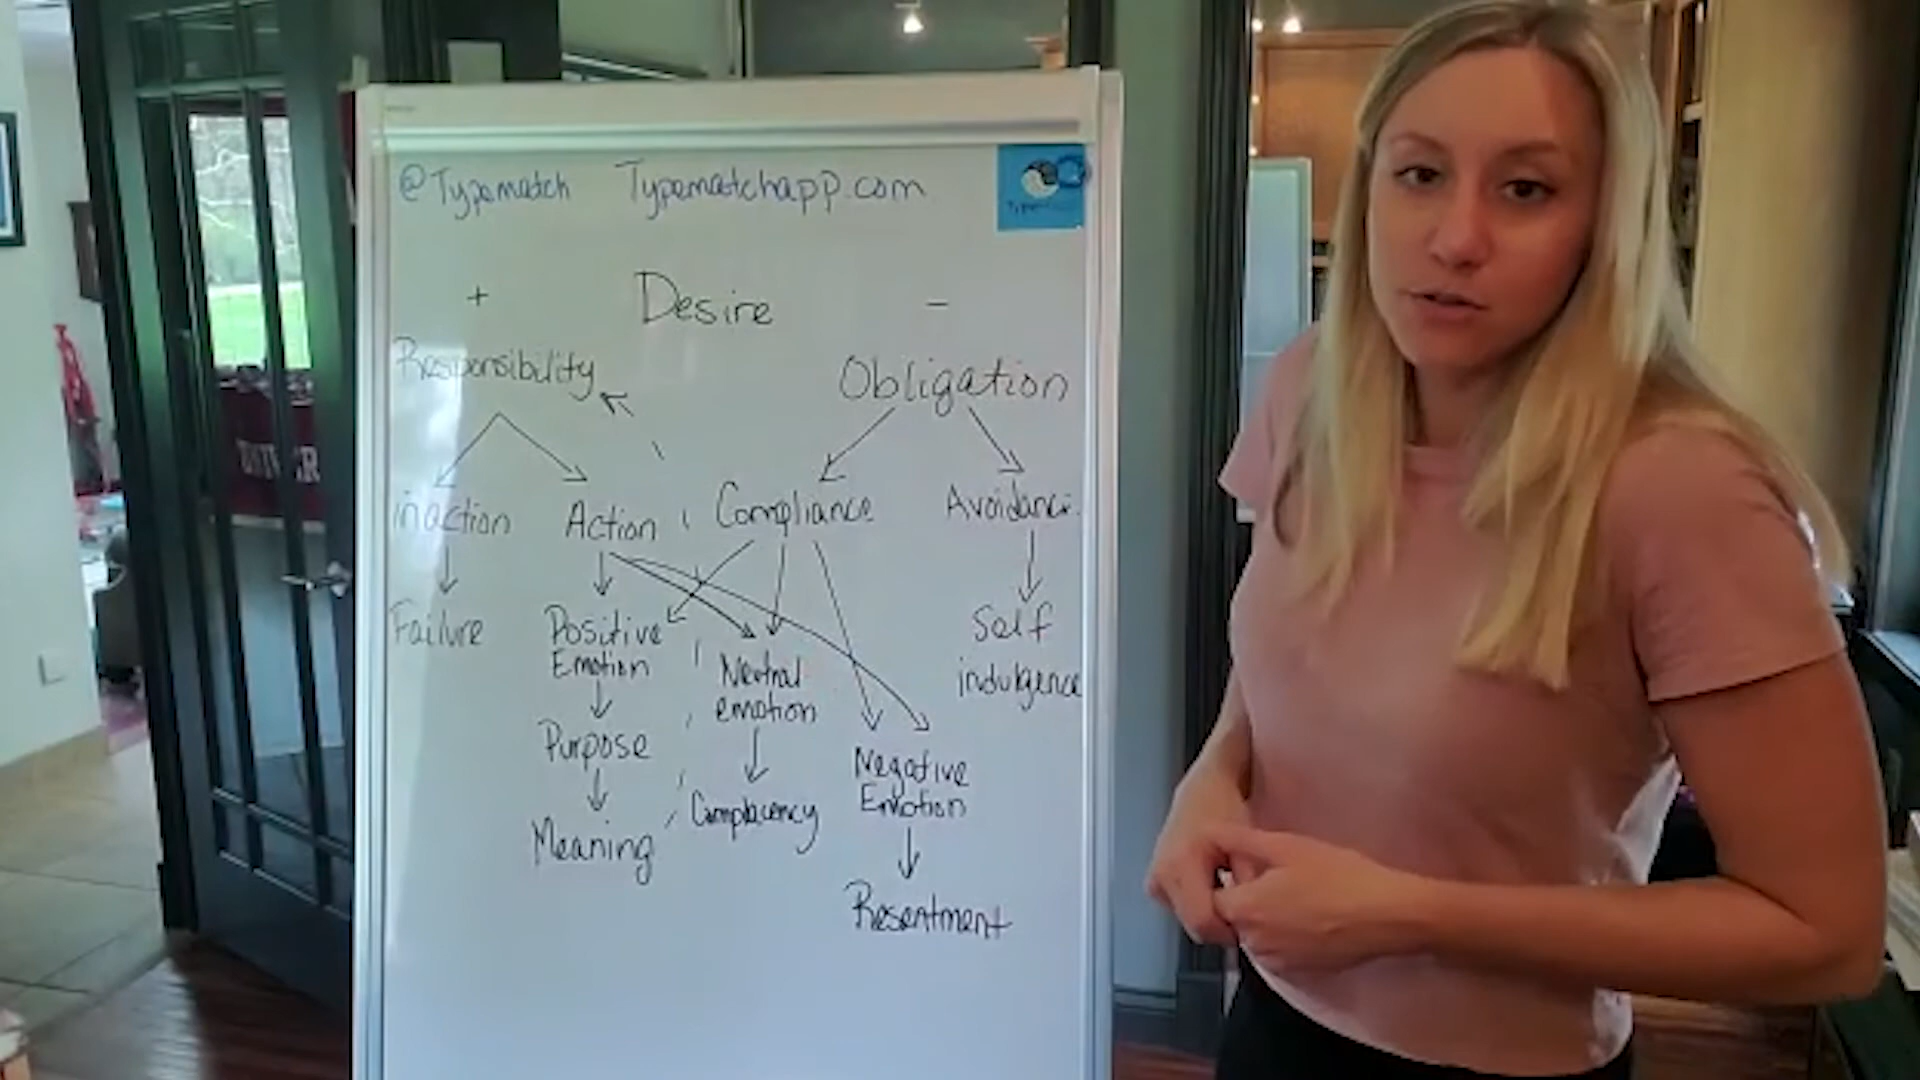 @Typematch Typematchapp.com
+ Desire -
Responsibility Obligation
inaction Action Compliance Avoidance
Failure Positive Emotion Neutral emotion Self indulgence
Purpose Complacency Negative Emotion
Meaning Resentment